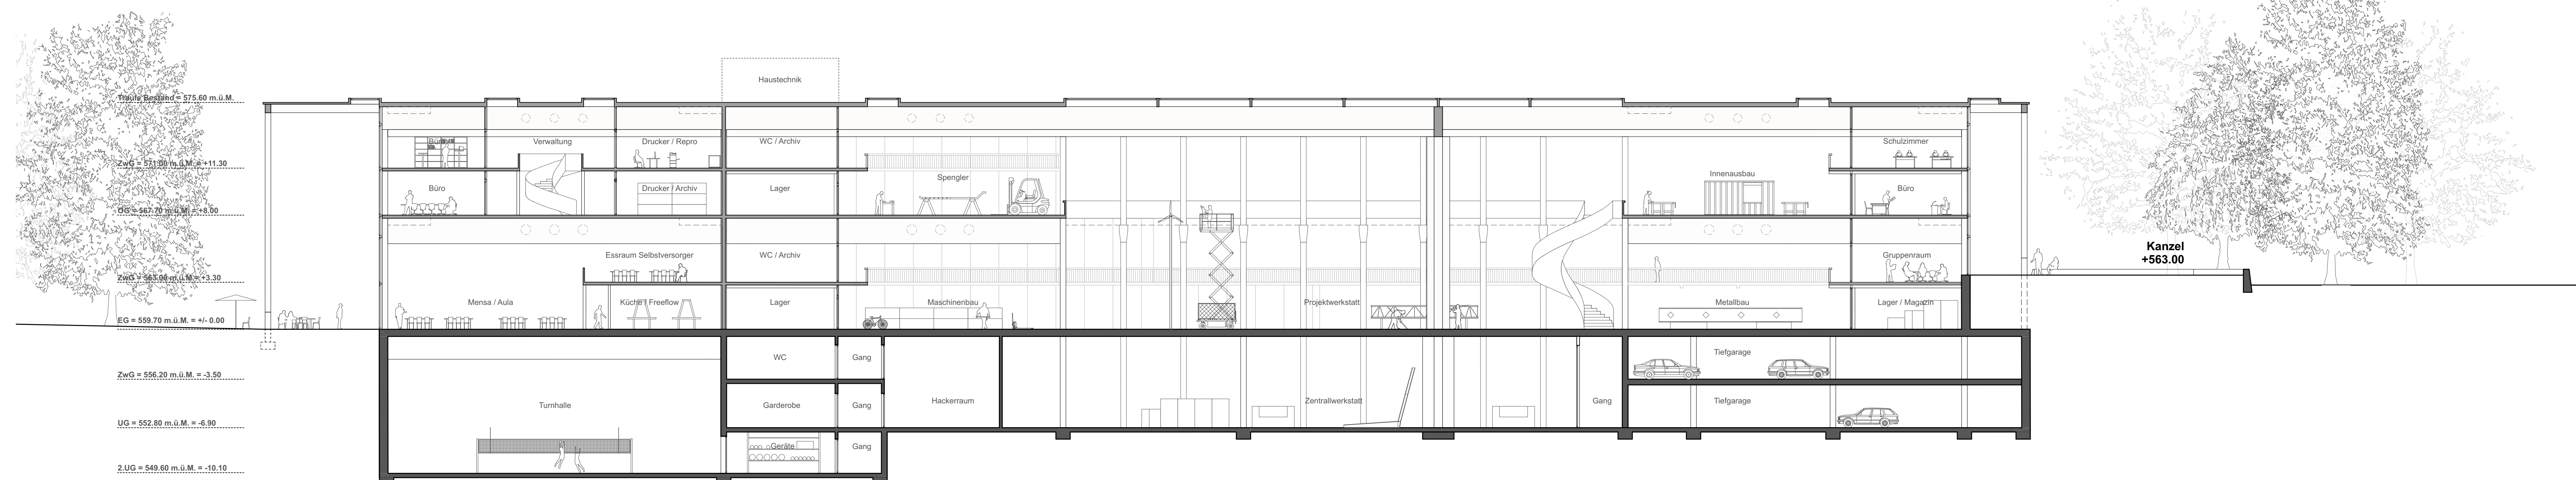 Haustechnik
Traufe Bestand = 575.60 m.ü.M.
Büro
Verwaltung
Drucker / Repro
WC / Archiv
Schulzimmer
ZwG = 571.00 m.ü.M. = +11.30
Büro
Drucker / Archiv
Lager
Spengler
Innenausbau
Büro
OG = 567.70 m.ü.M. = +8.00
Kanzel
+563.00
Essraum Selbstversorger
WC / Archiv
Gruppenraum
ZwG = 563.00 m.ü.M. = +3.30
Mensa / Aula
Küche / Freeflow
Lager
Maschinenbau
Projektwerkstatt
Metallbau
Lager / Magazin
EG = 559.70 m.ü.M. = +/- 0.00
WC
Gang
Tiefgarage
ZwG = 556.20 m.ü.M. = -3.50
Turnhalle
Garderobe
Gang
Hackerraum
Zentrallwerkstatt
Gang
Tiefgarage
UG = 552.80 m.ü.M. = -6.90
Geräte
Gang
2.UG = 549.60 m.ü.M. = -10.10